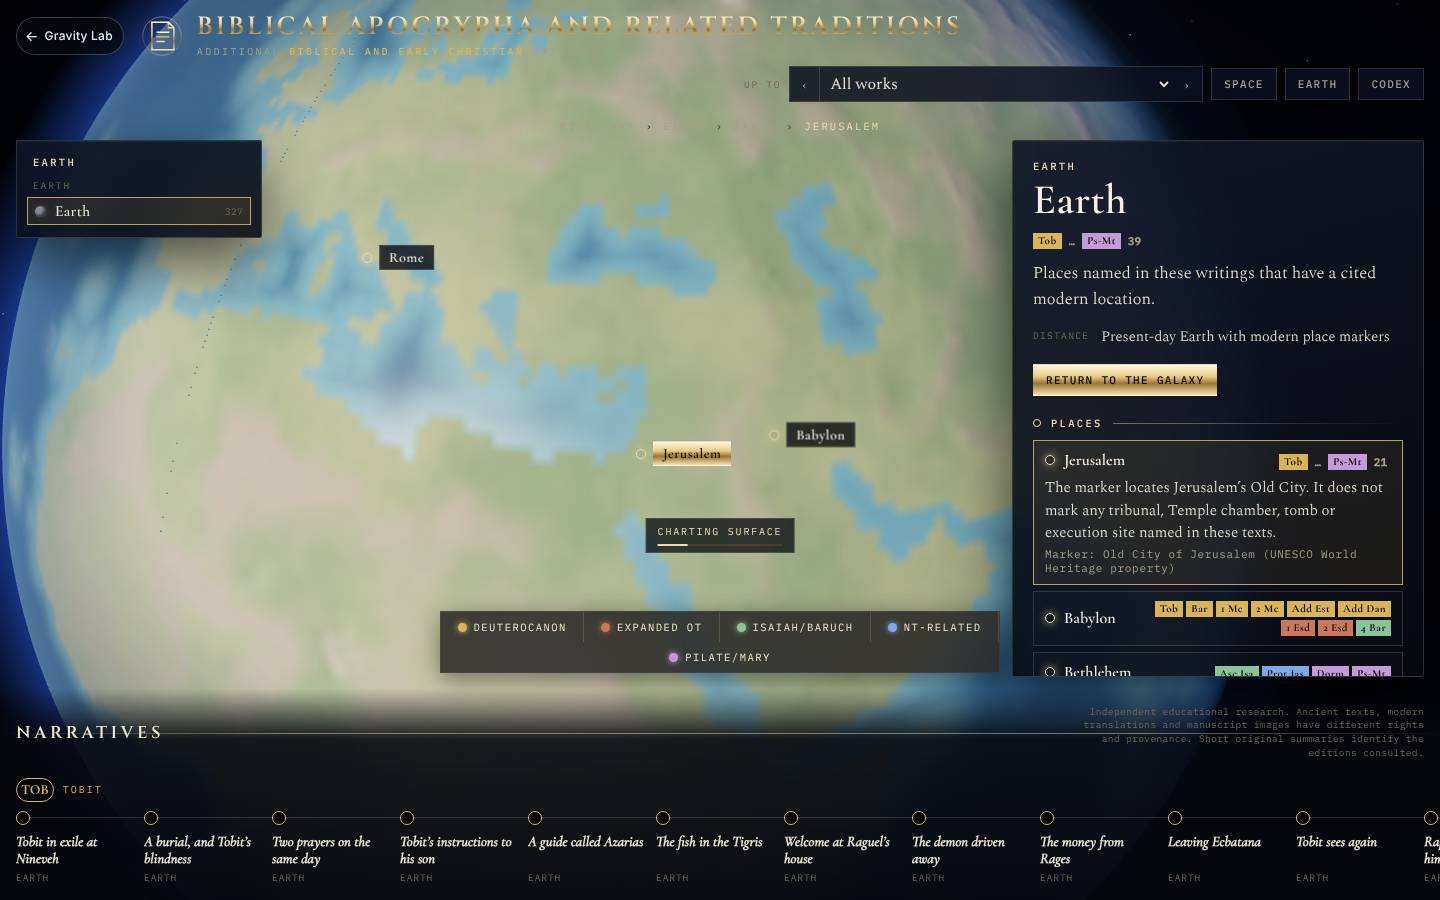 ← Gravity Lab
BIBLICAL APOCRYPHA AND RELATED TRADITIONS
ADDITIONAL BIBLICAL AND EARLY CHRISTIAN
UP TO
‹
All works
›
SPACE
EARTH
CODEX
› › › JERUSALEM
EARTH
EARTH
Earth 327
Rome
Babylon
Jerusalem
CHARTING SURFACE
DEUTEROCANON
EXPANDED OT
ISAIAH/BARUCH
NT-RELATED
PILATE/MARY
EARTH
Earth
Tob … Ps-Mt 39
Places named in these writings that have a cited
modern location.
DISTANCE Present-day Earth with modern place markers
RETURN TO THE GALAXY
PLACES
Jerusalem Tob … Ps-Mt 21
The marker locates Jerusalem’s Old City. It does not
mark any tribunal, Temple chamber, tomb or
execution site named in these texts.
Marker: Old City of Jerusalem (UNESCO World
Heritage property)
Babylon
Tob Bar 1 Mc 2 Mc Add Est Add Dan
1 Esd 2 Esd 4 Bar
Bethlehem Asc Isa Prot Jas Dorm Ps-Mt
Independent educational research. Ancient texts, modern
translations and manuscript images have different rights
and provenance. Short original summaries identify the
editions consulted.
NARRATIVES
TOB TOBIT
Tobit in exile at
Nineveh
EARTH
A burial, and Tobit’s
blindness
EARTH
Two prayers on the
same day
EARTH
Tobit’s instructions to
his son
EARTH
A guide called Azarias
EARTH
The fish in the Tigris
EARTH
Welcome at Raguel’s
house
EARTH
The demon driven
away
EARTH
The money from
Rages
EARTH
Leaving Ecbatana
EARTH
Tobit sees again
EARTH